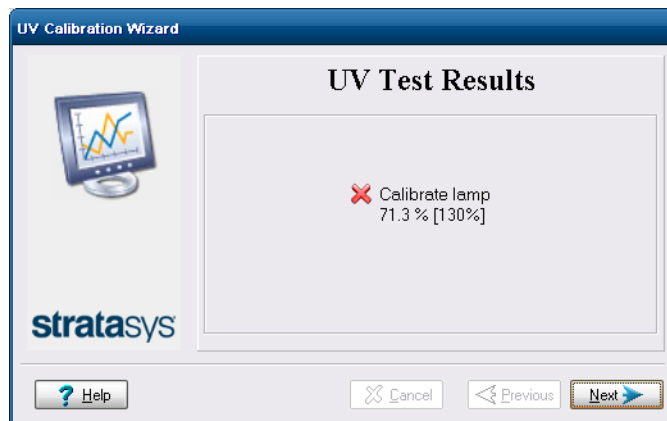 UV Calibration Wizard
UV Test Results
Calibrate lamp
71.3 % [130%]
stratasys
? Help
Cancel
Previous
Next